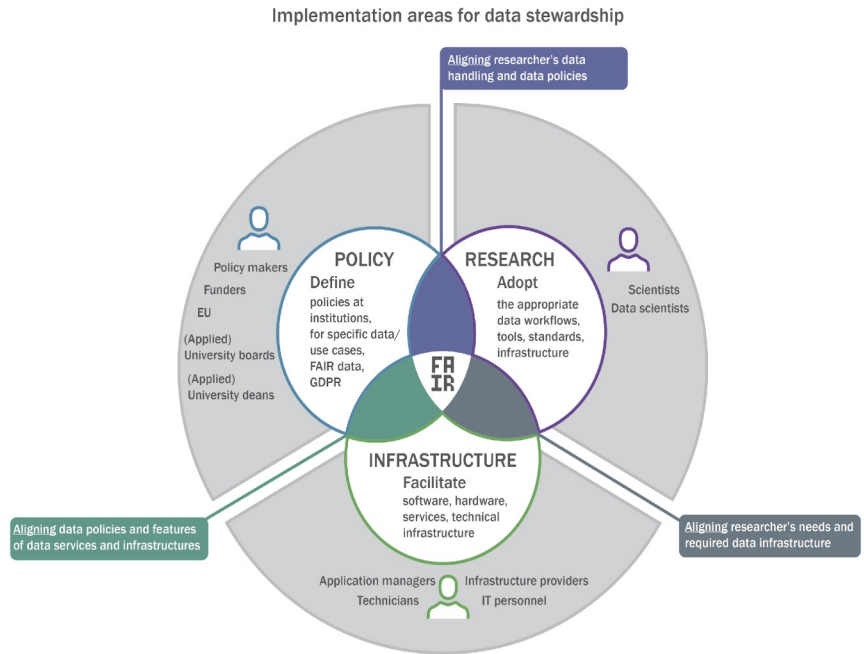 Implementation areas for data stewardship
Aligning researcher's data
handling and data policies
POLICY
Define
policies at
institutions,
for specific data/
use cases,
FAIR data,
GDPR
RESEARCH
Adopt
the appropriate
data workflows,
tools, standards,
infrastructure
Policy makers
Funders
EU
(Applied)
University boards
(Applied)
University deans
Scientists
Data scientists
FA
IR
INFRASTRUCTURE
Facilitate
software, hardware,
services, technical
infrastructure
Aligning data policies and features
of data services and infrastructures
Aligning researcher's needs and
required data infrastructure
Application managers
Technicians
Infrastructure providers
IT personnel